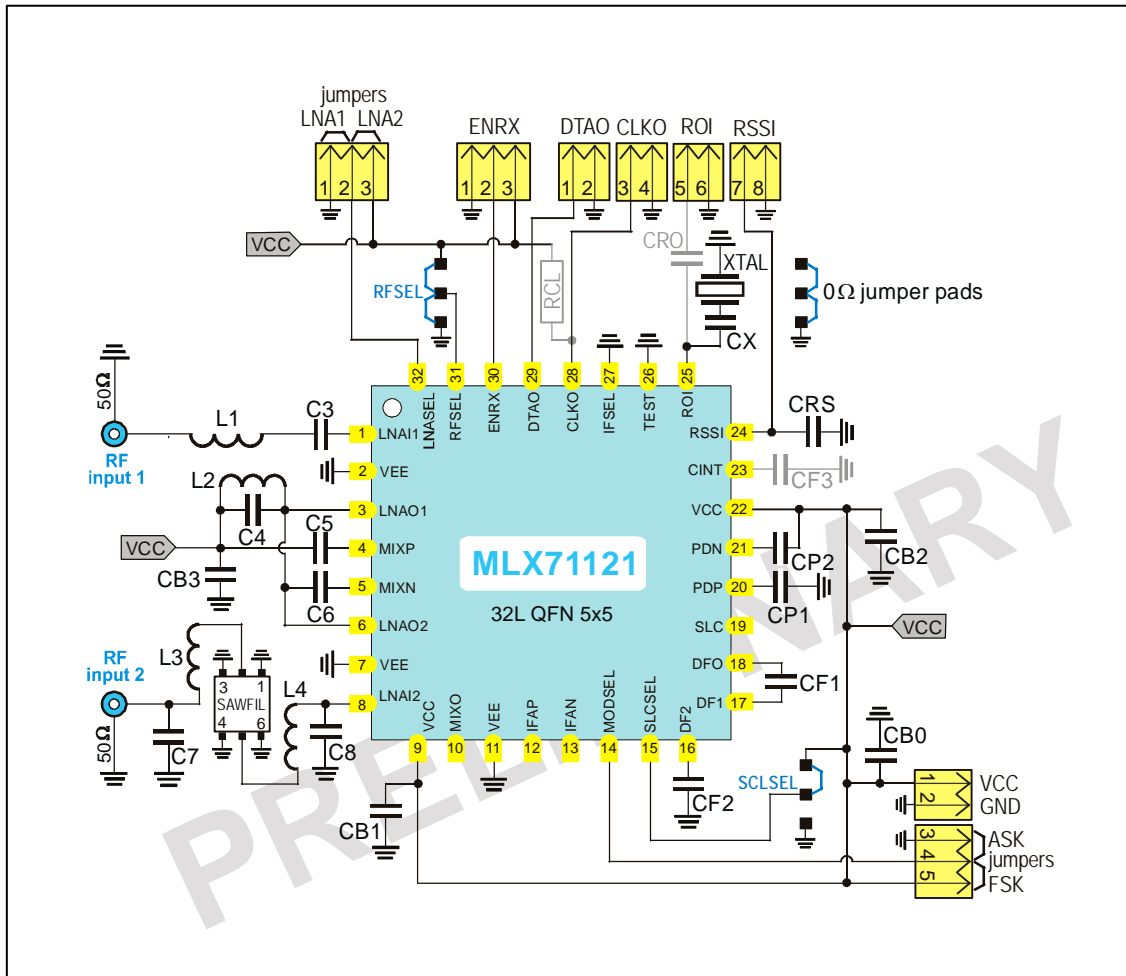 jumpers
LNA1 LNA2
ENRX
DTAO
CLKO
ROI
RSSI
1 2 3
1 2 3
1 2
3 4
5 6
7 8
VCC
RFSEL
RCL
CRO
XTAL
CX
0Ω jumper pads
32 31 30 29 28 27 26 25
LNASEL
RFSEL
ENRX
DTAO
CLKO
IFSEL
TEST
ROI
50Ω
RF
input 1
L1
C3
1 LNAI1
2 VEE
L2
C4
3 LNAO1
VCC
C5
4 MIXP
CB3
C6
5 MIXN
6 LNAO2
7 VEE
8 LNAI2
RF
input 2
50Ω
L3
C7
3 1
SAWFIL
4 6
L4
C8
MLX71121
32L QFN 5x5
RSSI 24
CRS
CINT 23
CF3
VCC 22
PDN 21
CP2
CB2
PDP 20
CP1
SLC 19
VCC
DFO 18
CF1
DF1 17
VCC
MIXO
VEE
IFAP
IFAN
MODSEL
SLCSEL
DF2
9 10 11 12 13 14 15 16
CB1
CF2
SCLSEL
CB0
1 VCC
2 GND
3 ASK
4 jumpers
5 FSK
PRELIMINARY